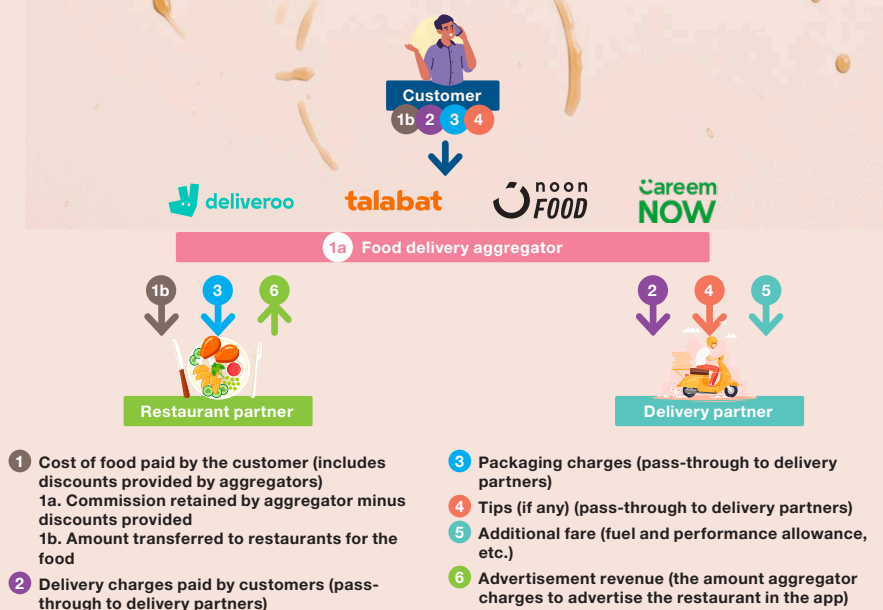 Customer
1b 2 3 4
deliveroo
talabat
noon
FOOD
Careem
NOW
1a Food delivery aggregator
1b 3 6
2 4 5
Restaurant partner
Delivery partner
1 Cost of food paid by the customer (includes
discounts provided by aggregators)
1a. Commission retained by aggregator minus
discounts provided
1b. Amount transferred to restaurants for the
food
2 Delivery charges paid by customers (pass-
through to delivery partners)
3 Packaging charges (pass-through to delivery
partners)
4 Tips (if any) (pass-through to delivery partners)
5 Additional fare (fuel and performance allowance,
etc.)
6 Advertisement revenue (the amount aggregator
charges to advertise the restaurant in the app)